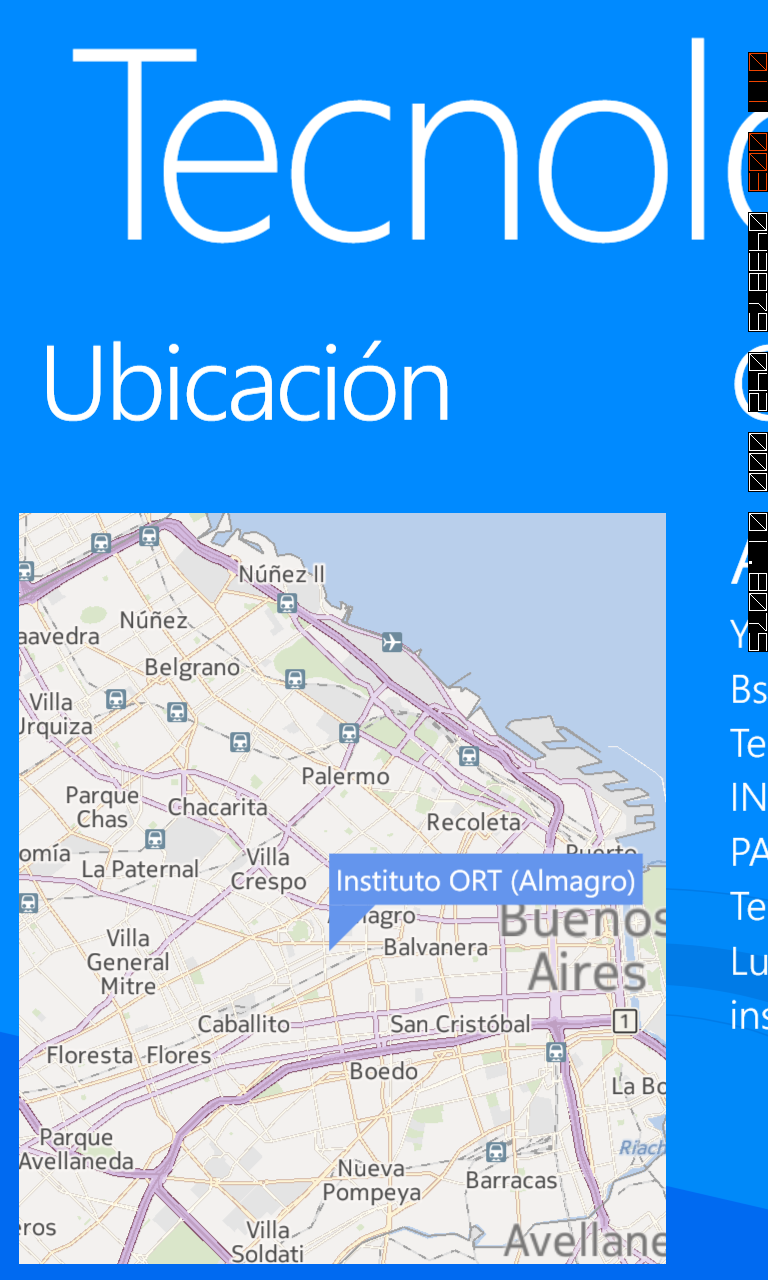 Tecnolo
Ubicación
Núñez II
Núñez
aavedra
Belgrano
Villa
Urquiza
Palermo
Parque
Chas
Chacarita
Recoleta
omía
La Paternal
Villa
Crespo
Puerto
Instituto ORT (Almagro)
Almagro
Buenos
Aires
Balvanera
Villa
General
Mitre
Caballito
San Cristóbal
1
Floresta
Flores
Boedo
La Bo
Parque
Avellaneda
Riach
Nueva
Pompeya
Barracas
eros
Villa
Soldati
Avellane
A
Y
Bs
Te
IN
PA
Te
Lu
ins